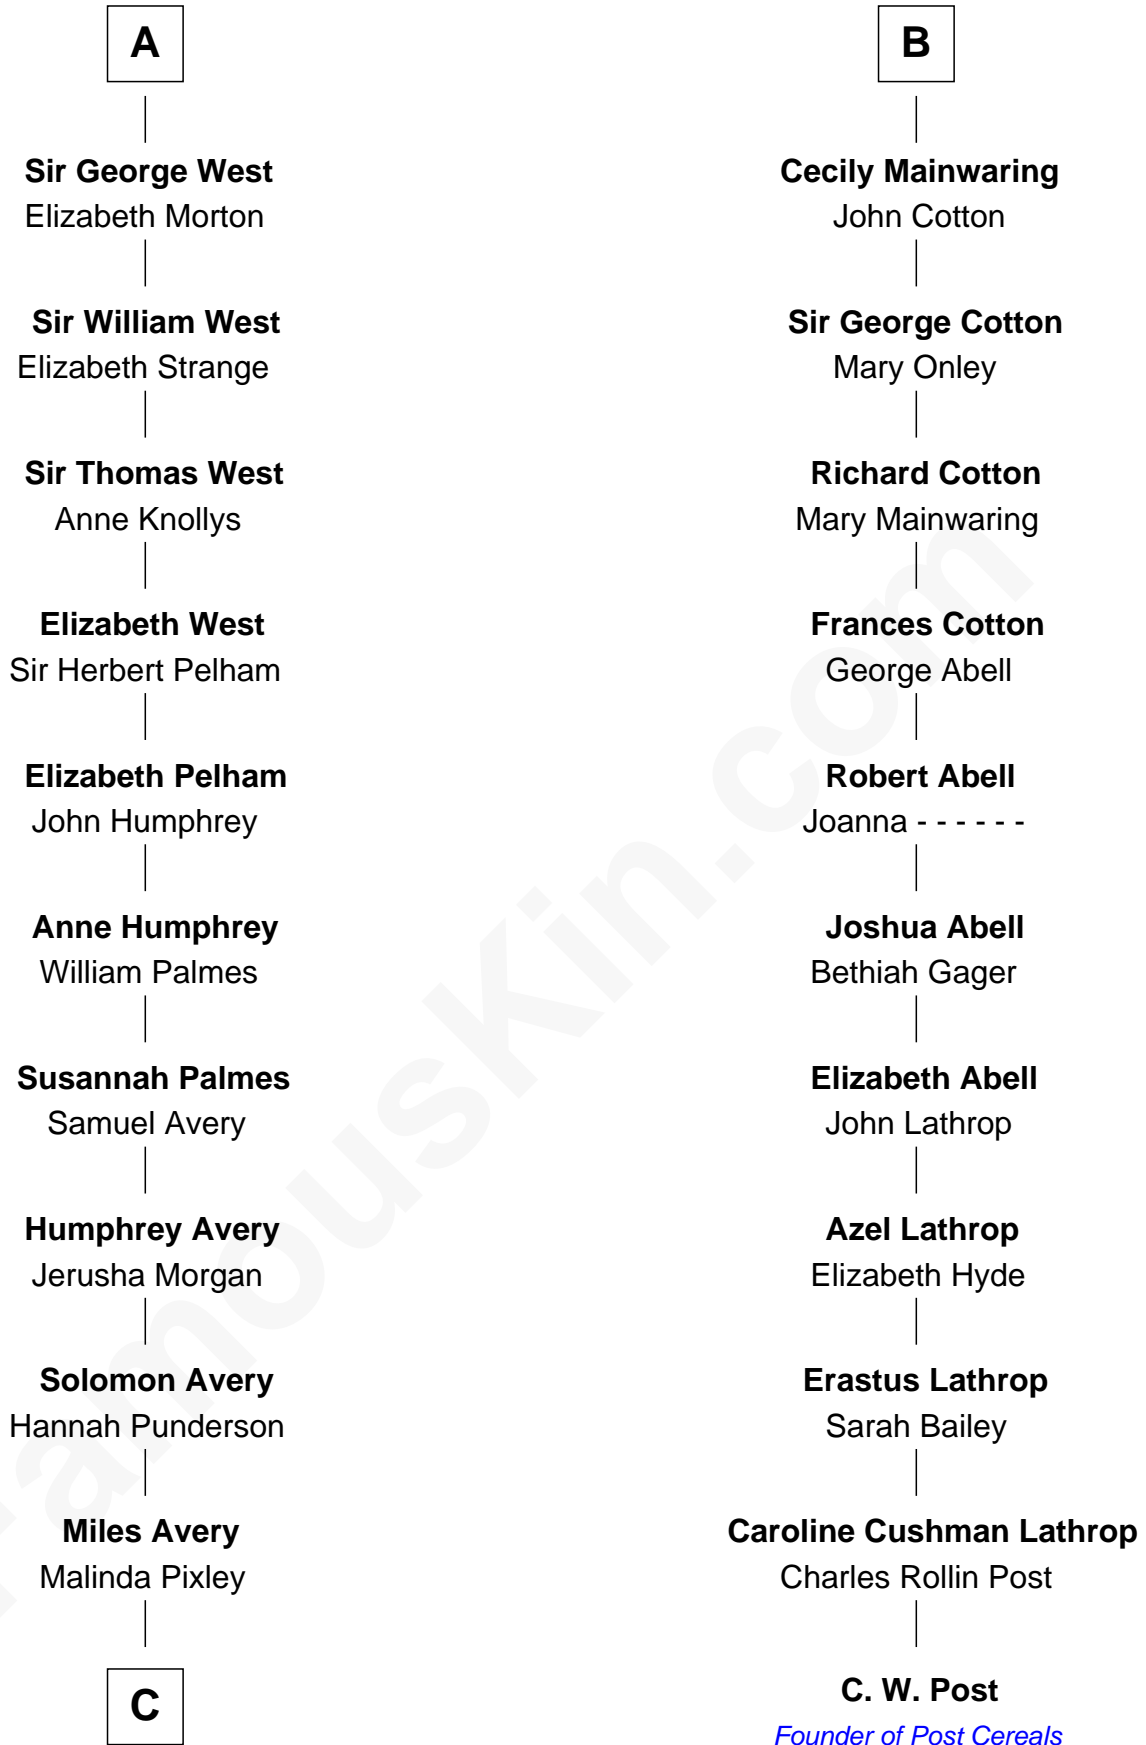 A
Sir George West
Elizabeth Morton
Sir William West
Elizabeth Strange
Sir Thomas West
Anne Knollys
Elizabeth West
Sir Herbert Pelham
Elizabeth Pelham
John Humphrey
Anne Humphrey
William Palmes
Susannah Palmes
Samuel Avery
Humphrey Avery
Jerusha Morgan
Solomon Avery
Hannah Punderson
Miles Avery
Malinda Pixley
C
B
Cecily Mainwaring
John Cotton
Sir George Cotton
Mary Onley
Richard Cotton
Mary Mainwaring
Frances Cotton
George Abell
Robert Abell
Joanna - - - - - -
Joshua Abell
Bethiah Gager
Elizabeth Abell
John Lathrop
Azel Lathrop
Elizabeth Hyde
Erastus Lathrop
Sarah Bailey
Caroline Cushman Lathrop
Charles Rollin Post
C. W. Post
Founder of Post Cereals
FamousKin.com